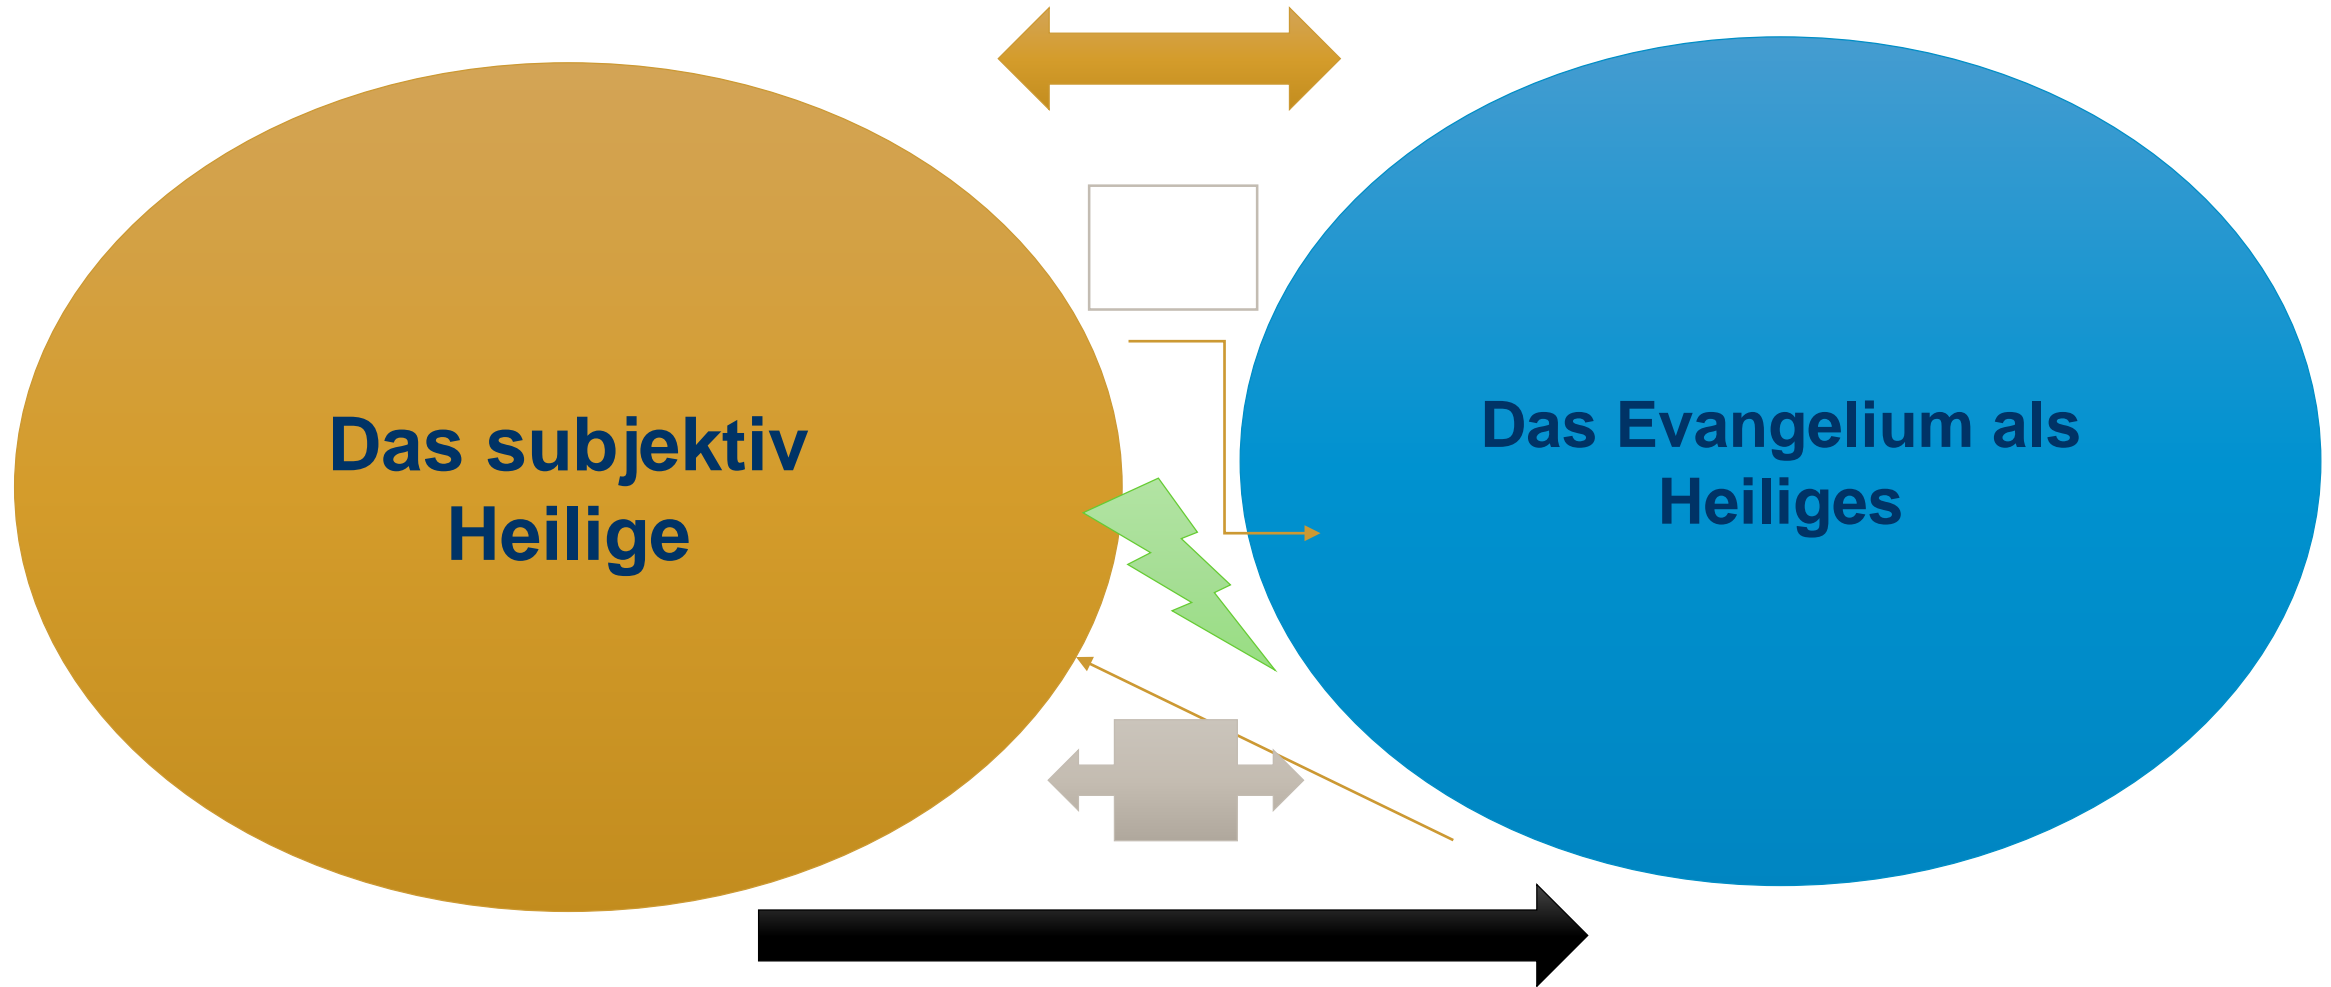 Das subjektiv
Heilige
Das Evangelium als
Heiliges